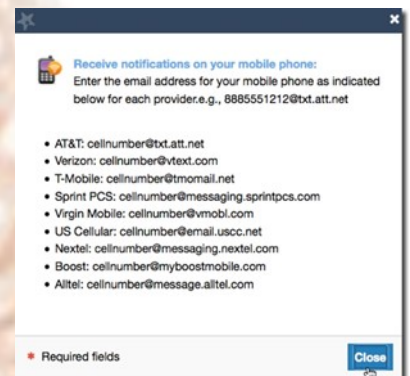 Receive notifications on your mobile phone:
Enter the email address for your mobile phone as indicated
below for each provider.e.g., 8885551212@txt.att.net
• AT&T: cellnumber@txt.att.net
• Verizon: cellnumber@vtext.com
• T-Mobile: cellnumber@tmomail.net
• Sprint PCS: cellnumber@messaging.sprintpcs.com
• Virgin Mobile: cellnumber@vmobl.com
• US Cellular: cellnumber@email.uscc.net
• Nextel: cellnumber@messaging.nextel.com
• Boost: cellnumber@myboostmobile.com
• Alltel: cellnumber@message.alltel.com
* Required fields
Close